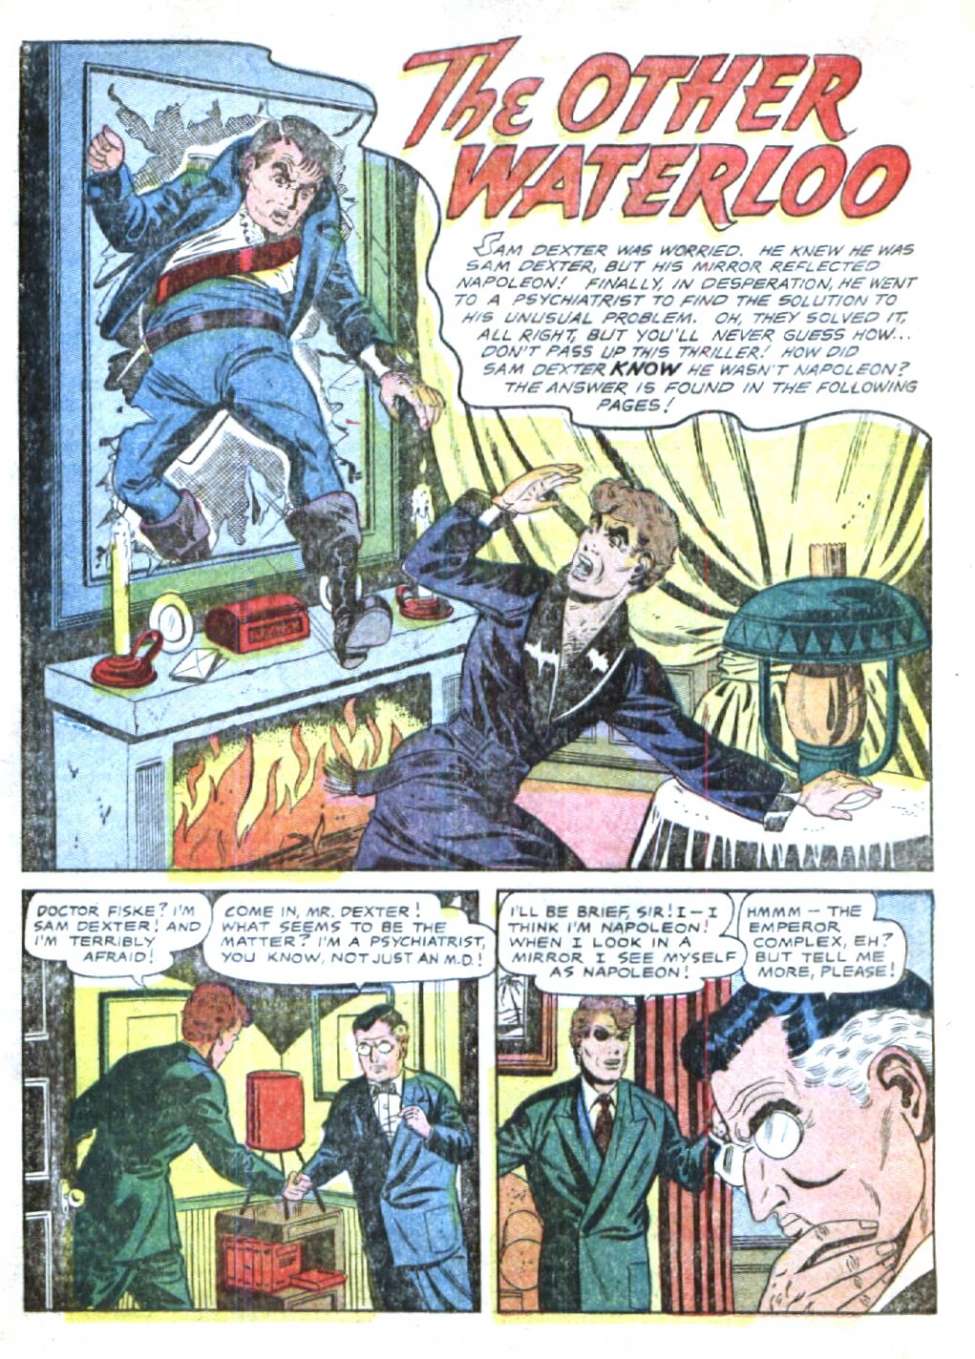 The OTHER
WATERLOO
SAM DEXTER WAS WORRIED. HE KNEW HE WAS
SAM DEXTER, BUT HIS MIRROR REFLECTED
NAPOLEON! FINALLY, IN DESPERATION, HE WENT
TO A PSYCHIATRIST TO FIND THE SOLUTION TO
HIS UNUSUAL PROBLEM. OH, THEY SOLVED IT,
ALL RIGHT, BUT YOU'LL NEVER GUESS HOW...
DON'T PASS UP THIS THRILLER! HOW DID
SAM DEXTER KNOW HE WASN'T NAPOLEON?
THE ANSWER IS FOUND IN THE FOLLOWING
PAGES!
DOCTOR FISKE? I'M
SAM DEXTER! AND
I'M TERRIBLY
AFRAID!
COME IN, MR. DEXTER!
WHAT SEEMS TO BE THE
MATTER? I'M A PSYCHIATRIST,
YOU KNOW, NOT JUST AN M.D.!
I'LL BE BRIEF, SIR! I - I
THINK I'M NAPOLEON!
WHEN I LOOK IN A
MIRROR I SEE MYSELF
AS NAPOLEON!
HMMM - THE
EMPEROR
COMPLEX, EH?
BUT TELL ME
MORE, PLEASE!